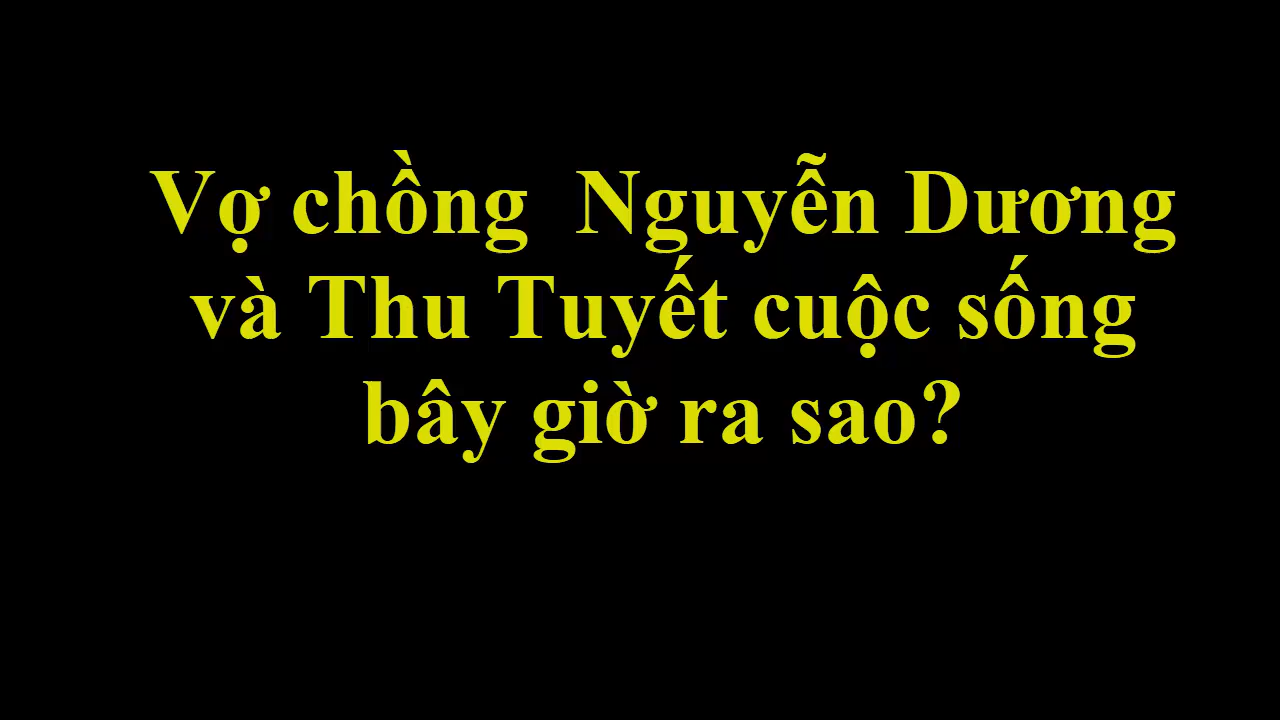 Vợ chồng  Nguyễn Dương
và Thu Tuyết cuộc sống
bây giờ ra sao?